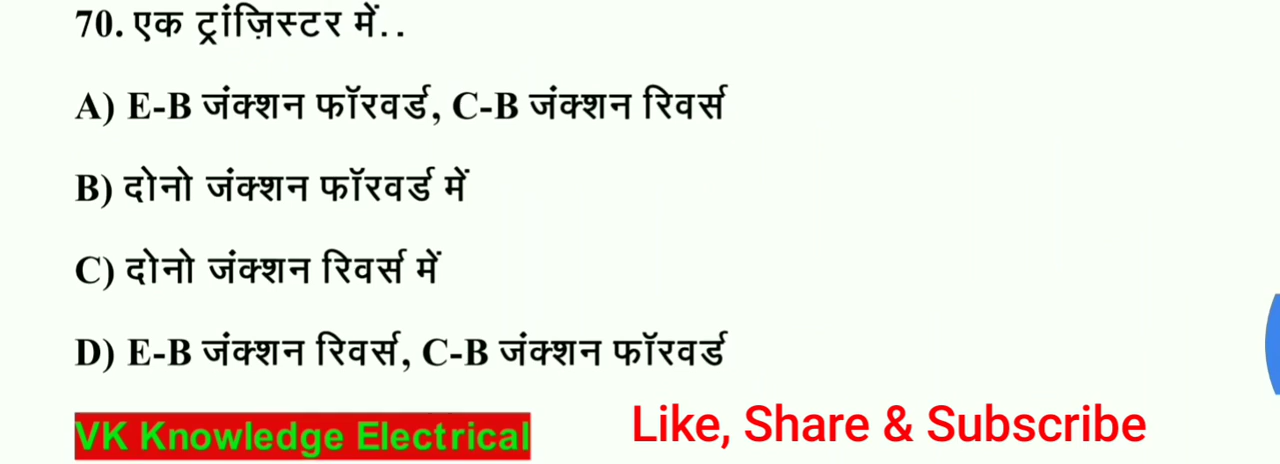 70. एक ट्रांज़िस्टर में. .
A) E-B जंक्शन फॉरवर्ड, C-B जंक्शन रिवर्स
B) दोनो जंक्शन फॉरवर्ड में
C) दोनो जंक्शन रिवर्स में
D) E-B जंक्शन रिवर्स, C-B जंक्शन फॉरवर्ड
VK Knowledge Electrical
Like, Share & Subscribe